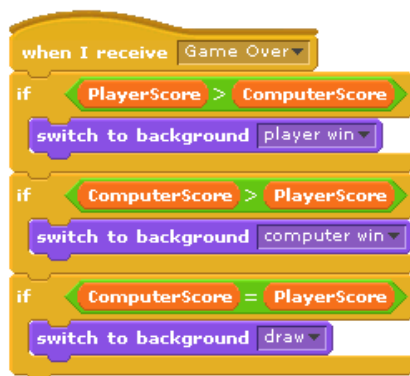 when I receive Game Over
if PlayerScore > ComputerScore
switch to background player win
if ComputerScore > PlayerScore
switch to background computer win
if ComputerScore = PlayerScore
switch to background draw